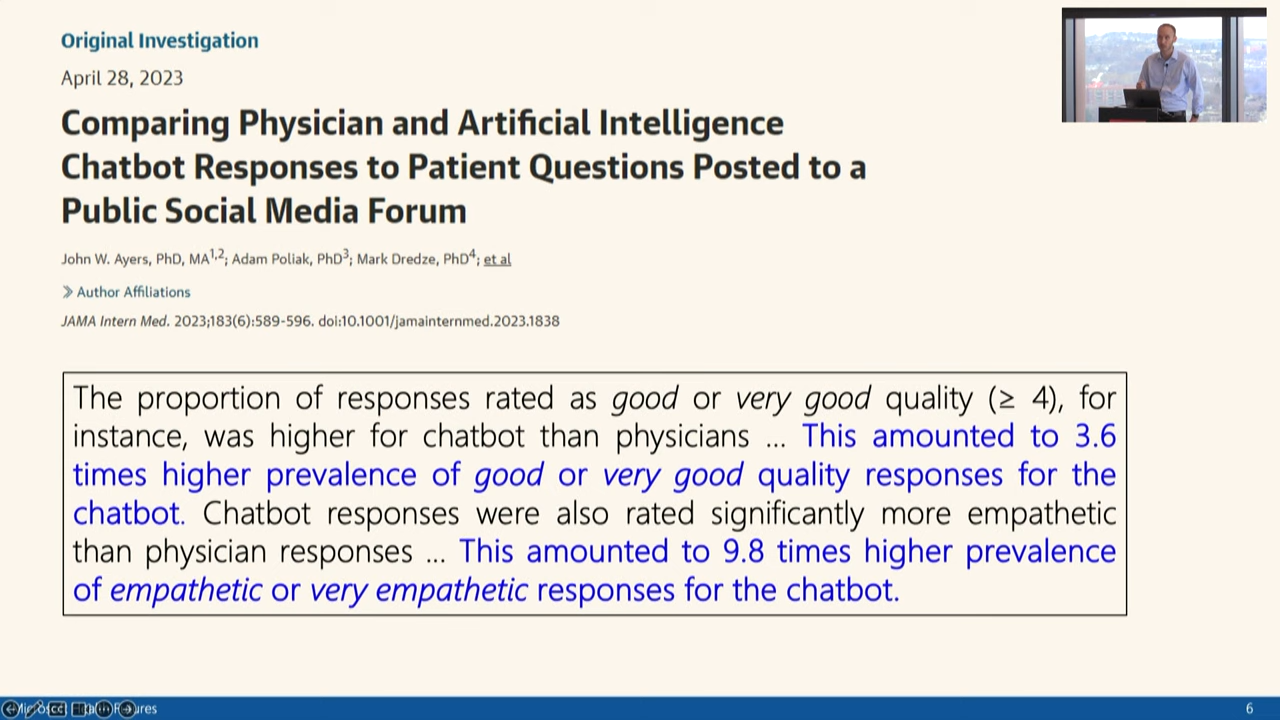 Original Investigation
April 28, 2023
Comparing Physician and Artificial Intelligence
Chatbot Responses to Patient Questions Posted to a
Public Social Media Forum
John W. Ayers, PhD, MA1,2; Adam Poliak, PhD3; Mark Dredze, PhD4; et al
Author Affiliations
JAMA Intern Med. 2023;183(6):589-596. doi:10.1001/jamainternmed.2023.1838
The proportion of responses rated as good or very good quality (≥ 4), for
instance, was higher for chatbot than physicians ... This amounted to 3.6
times higher prevalence of good or very good quality responses for the
chatbot. Chatbot responses were also rated significantly more empathetic
than physician responses ... This amounted to 9.8 times higher prevalence
of empathetic or very empathetic responses for the chatbot.
6